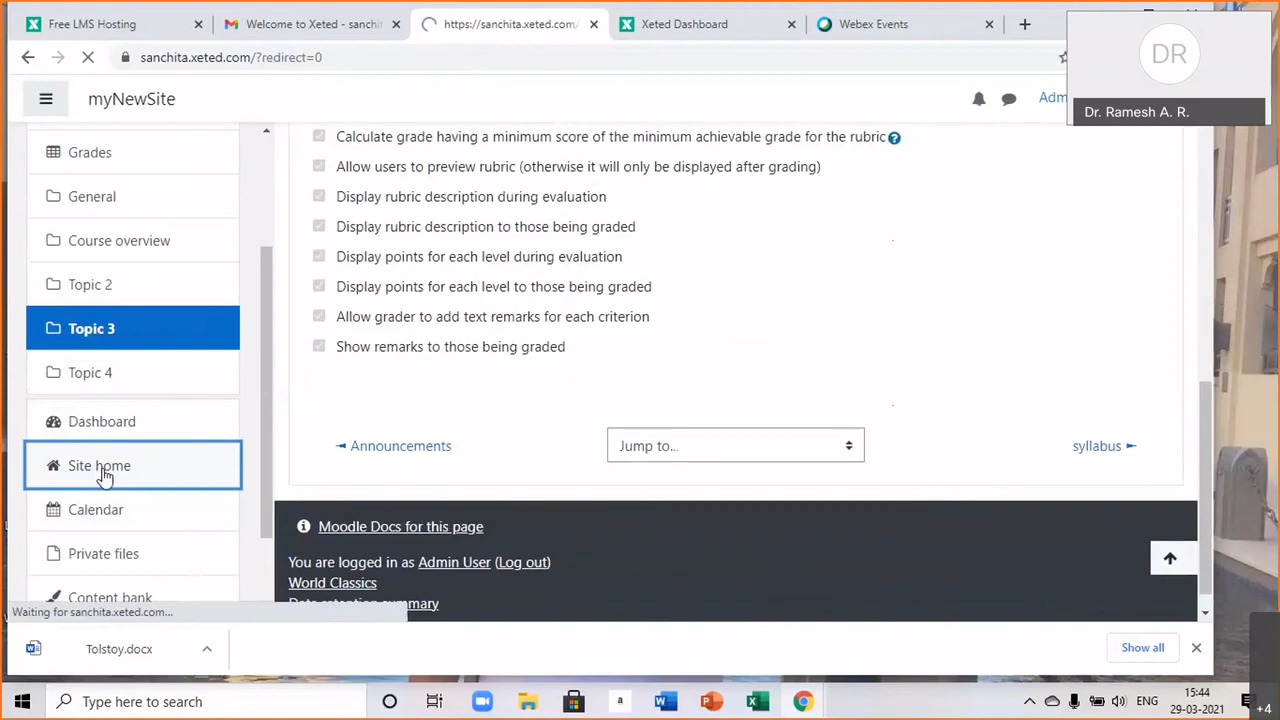 Free LMS Hosting
Welcome to Xeted - sanchit
https://sanchita.xeted.com/
Xeted Dashboard
Webex Events
sanchita.xeted.com/?redirect=0
DR
Dr. Ramesh A. R.
myNewSite
Adm
Grades
General
Course overview
Topic 2
Topic 3
Topic 4
Dashboard
Site home
Calendar
Private files
Content bank
Calculate grade having a minimum score of the minimum achievable grade for the rubric
Allow users to preview rubric (otherwise it will only be displayed after grading)
Display rubric description during evaluation
Display rubric description to those being graded
Display points for each level during evaluation
Display points for each level to those being graded
Allow grader to add text remarks for each criterion
Show remarks to those being graded
◄ Announcements
Jump to...
syllabus ►
Moodle Docs for this page
You are logged in as Admin User (Log out)
World Classics
Data retention summary
Waiting for sanchita.xeted.com...
Tolstoy.docx
Show all
Type here to search
ENG
15:44
29-03-2021
+4